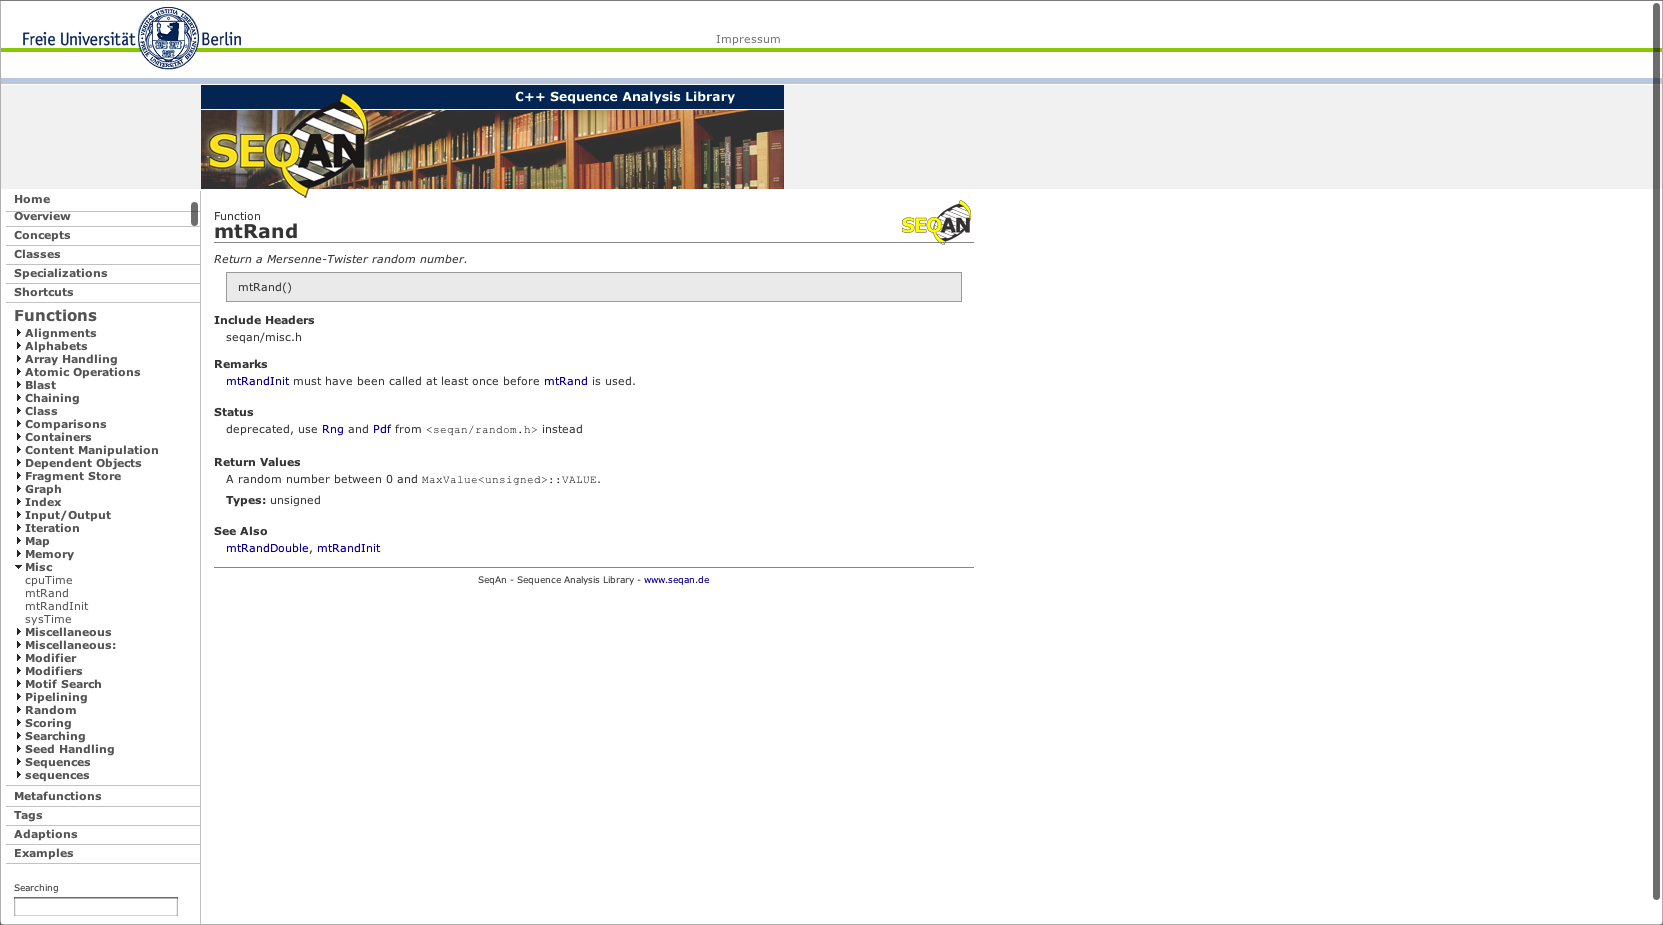 Freie Universität Berlin
Impressum
C++ Sequence Analysis Library
SEQAN
Home
Overview
Concepts
Classes
Specializations
Shortcuts
Functions
Alignments
Alphabets
Array Handling
Atomic Operations
Blast
Chaining
Class
Comparisons
Containers
Content Manipulation
Dependent Objects
Fragment Store
Graph
Index
Input/Output
Iteration
Map
Memory
Misc
cpuTime
mtRand
mtRandInit
sysTime
Miscellaneous
Miscellaneous:
Modifier
Modifiers
Motif Search
Pipelining
Random
Scoring
Searching
Seed Handling
Sequences
sequences
Metafunctions
Tags
Adaptions
Examples
Searching
Function
mtRand
SEQAN
Return a Mersenne-Twister random number.
mtRand()
Include Headers
seqan/misc.h
Remarks
mtRandInit must have been called at least once before mtRand is used.
Status
deprecated, use Rng and Pdf from <seqan/random.h> instead
Return Values
A random number between 0 and MaxValue<unsigned>::VALUE.
Types: unsigned
See Also
mtRandDouble, mtRandInit
SeqAn - Sequence Analysis Library - www.seqan.de